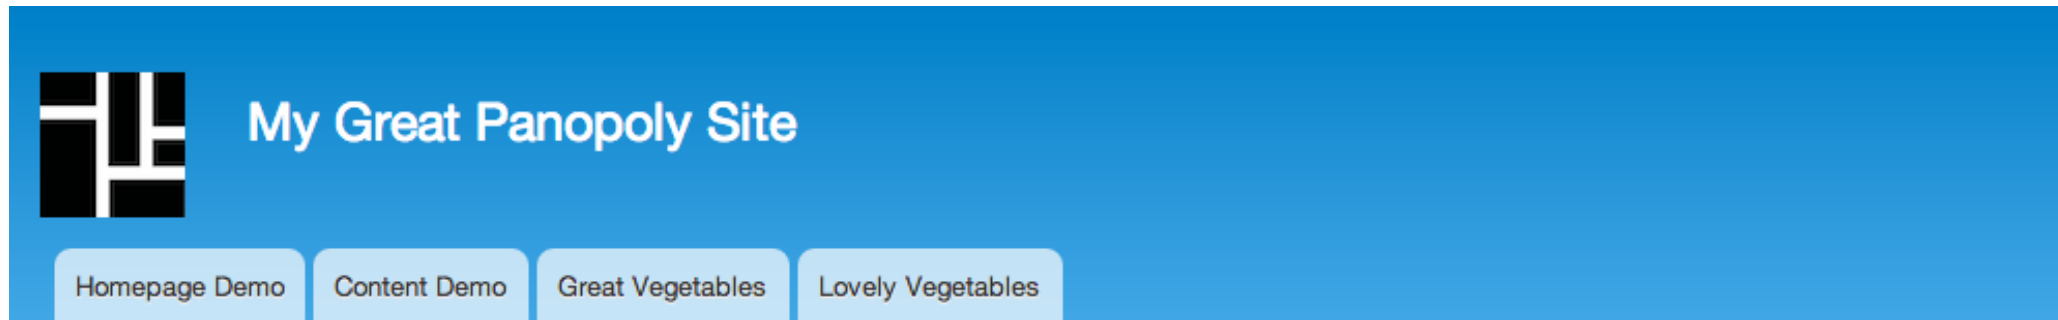 My Great Panopoly Site
Homepage Demo Content Demo Great Vegetables Lovely Vegetables